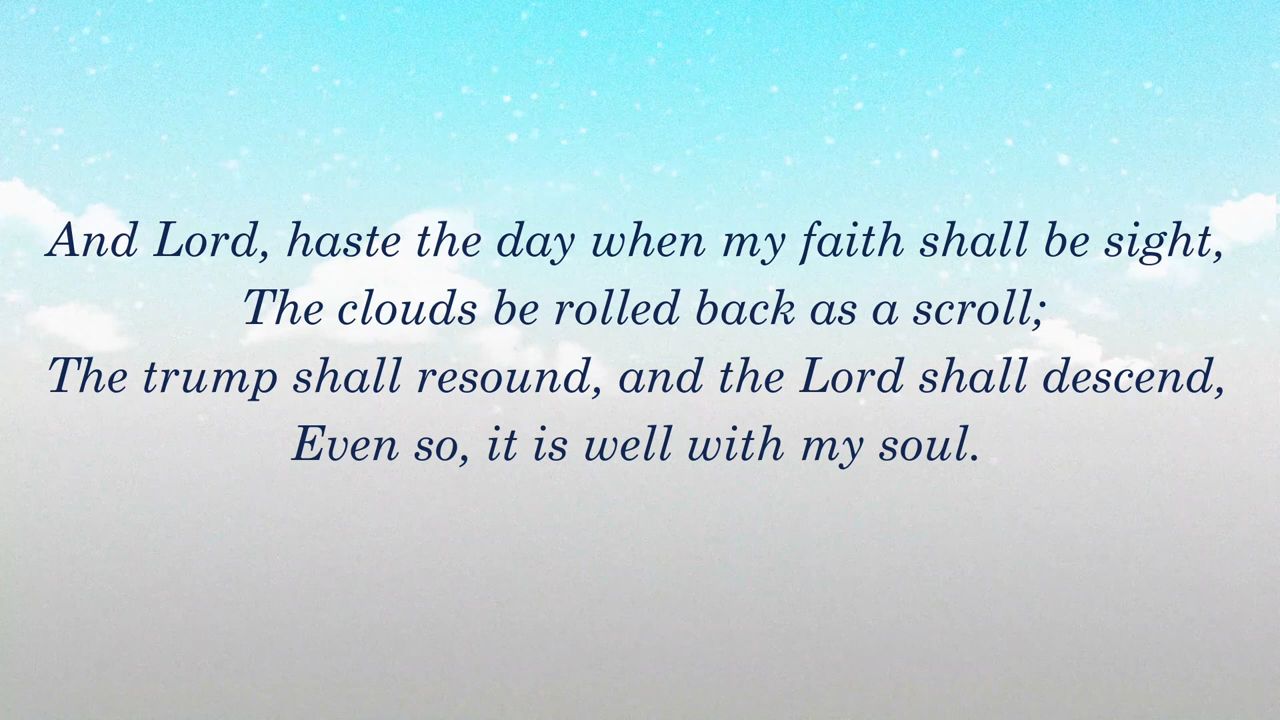 And Lord, haste the day when my faith shall be sight,
The clouds be rolled back as a scroll;
The trump shall resound, and the Lord shall descend,
Even so, it is well with my soul.